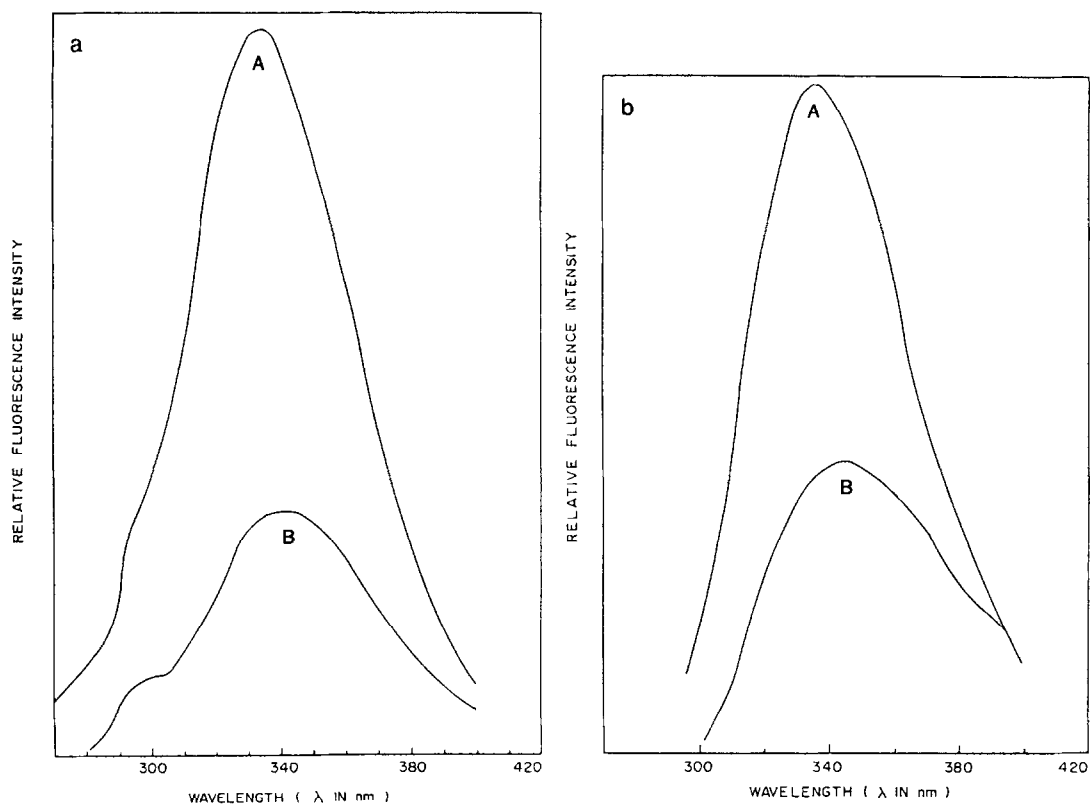 a
A
B
RELATIVE FLUORESCENCE INTENSITY
300 340 380 420
WAVELENGTH ( λ IN nm )
b
A
B
RELATIVE FLUORESCENCE INTENSITY
300 340 380 420
WAVELENGTH ( λ IN nm )